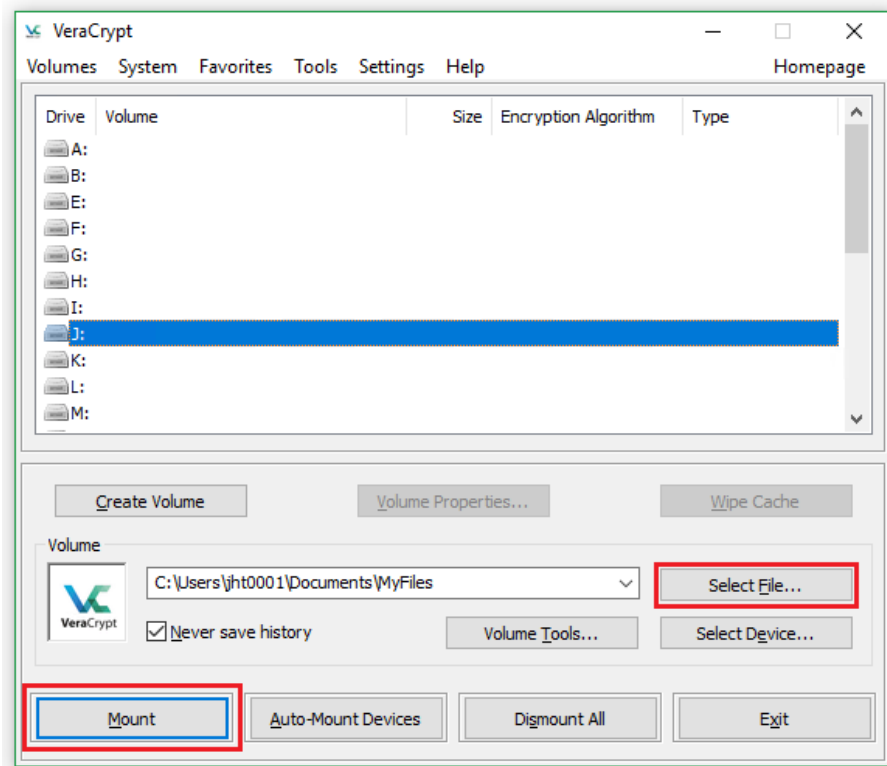 VeraCrypt
Volumes System Favorites Tools Settings Help Homepage
Drive Volume Size Encryption Algorithm Type
A:
B:
E:
F:
G:
H:
I:
J:
K:
L:
M:
Create Volume Volume Properties... Wipe Cache
Volume
C:\Users\jht0001\Documents\MyFiles Select File...
VeraCrypt
Never save history Volume Tools... Select Device...
Mount Auto-Mount Devices Dismount All Exit